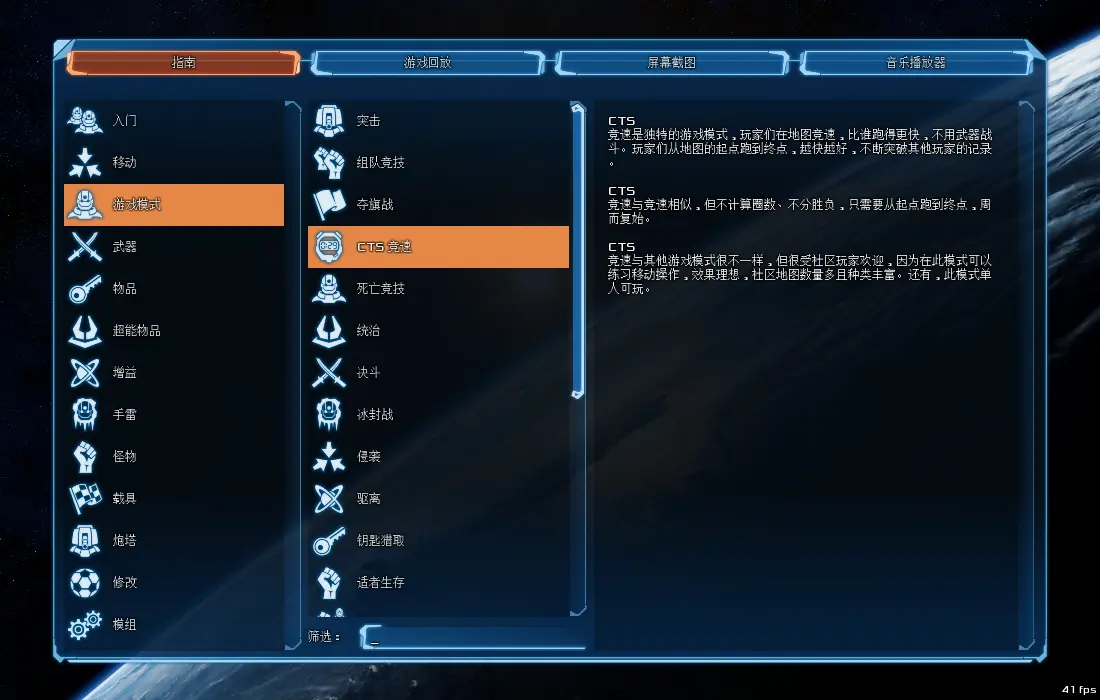 指南
游戏回放
屏幕截图
音乐播放器
入门
移动
游戏模式
武器
物品
超能物品
增益
手雷
怪物
载具
炮塔
修改
模组
突击
组队竞技
夺旗战
CTS 竞速
死亡竞技
统治
决斗
冰封战
侵袭
驱离
钥匙猎取
适者生存
筛选：
_
CTS
竞速是独特的游戏模式，玩家们在地图竞速，比谁跑得更快，不用武器战
斗。玩家们从地图的起点跑到终点，越快越好，不断突破其他玩家的记录
。
CTS
竞速与竞速相似，但不计算圈数、不分胜负，只需要从起点跑到终点，周
而复始。
CTS
竞速与其他游戏模式很不一样，但很受社区玩家欢迎，因为在此模式可以
练习移动操作，效果理想，社区地图数量多且种类丰富。还有，此模式单
人可玩。
0:29
41 fps